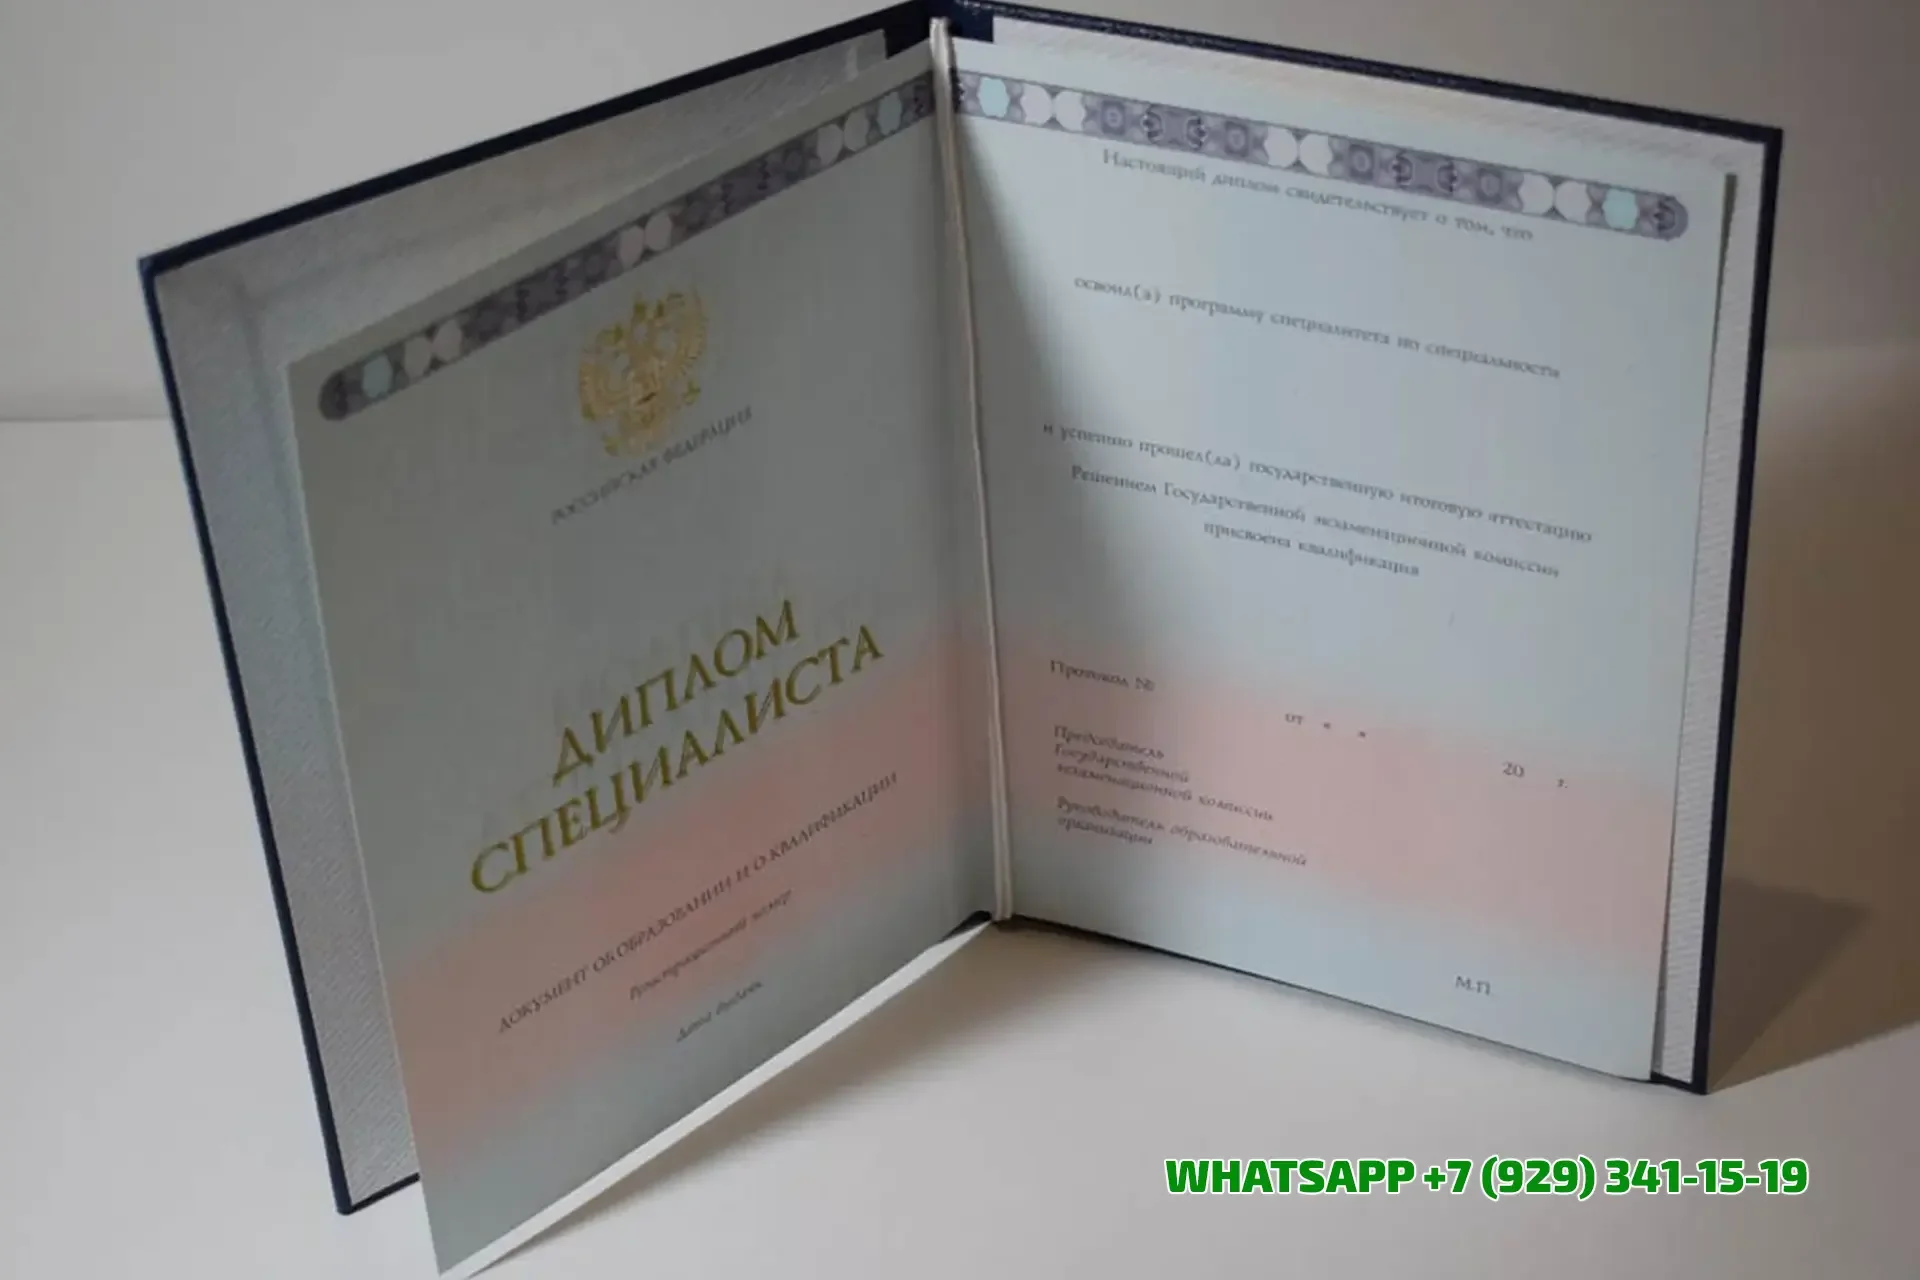 РОССИЙСКАЯ ФЕДЕРАЦИЯ
ДИПЛОМ
СПЕЦИАЛИСТА
ДОКУМЕНТ ОБ ОБРАЗОВАНИИ И О КВАЛИФИКАЦИИ
Регистрационный номер
Дата выдачи
Настоящий диплом свидетельствует о том, что
освоил(а) программу специалитета по специальности
и успешно прошел(ла) государственную итоговую аттестацию
Решением Государственной экзаменационной комиссии
присвоена квалификация
Протокол №
от « »
20 г.
Председатель
Государственной
экзаменационной комиссии
Руководитель образовательной
организации
М.П.
WHATSAPP +7 (929) 341-15-19